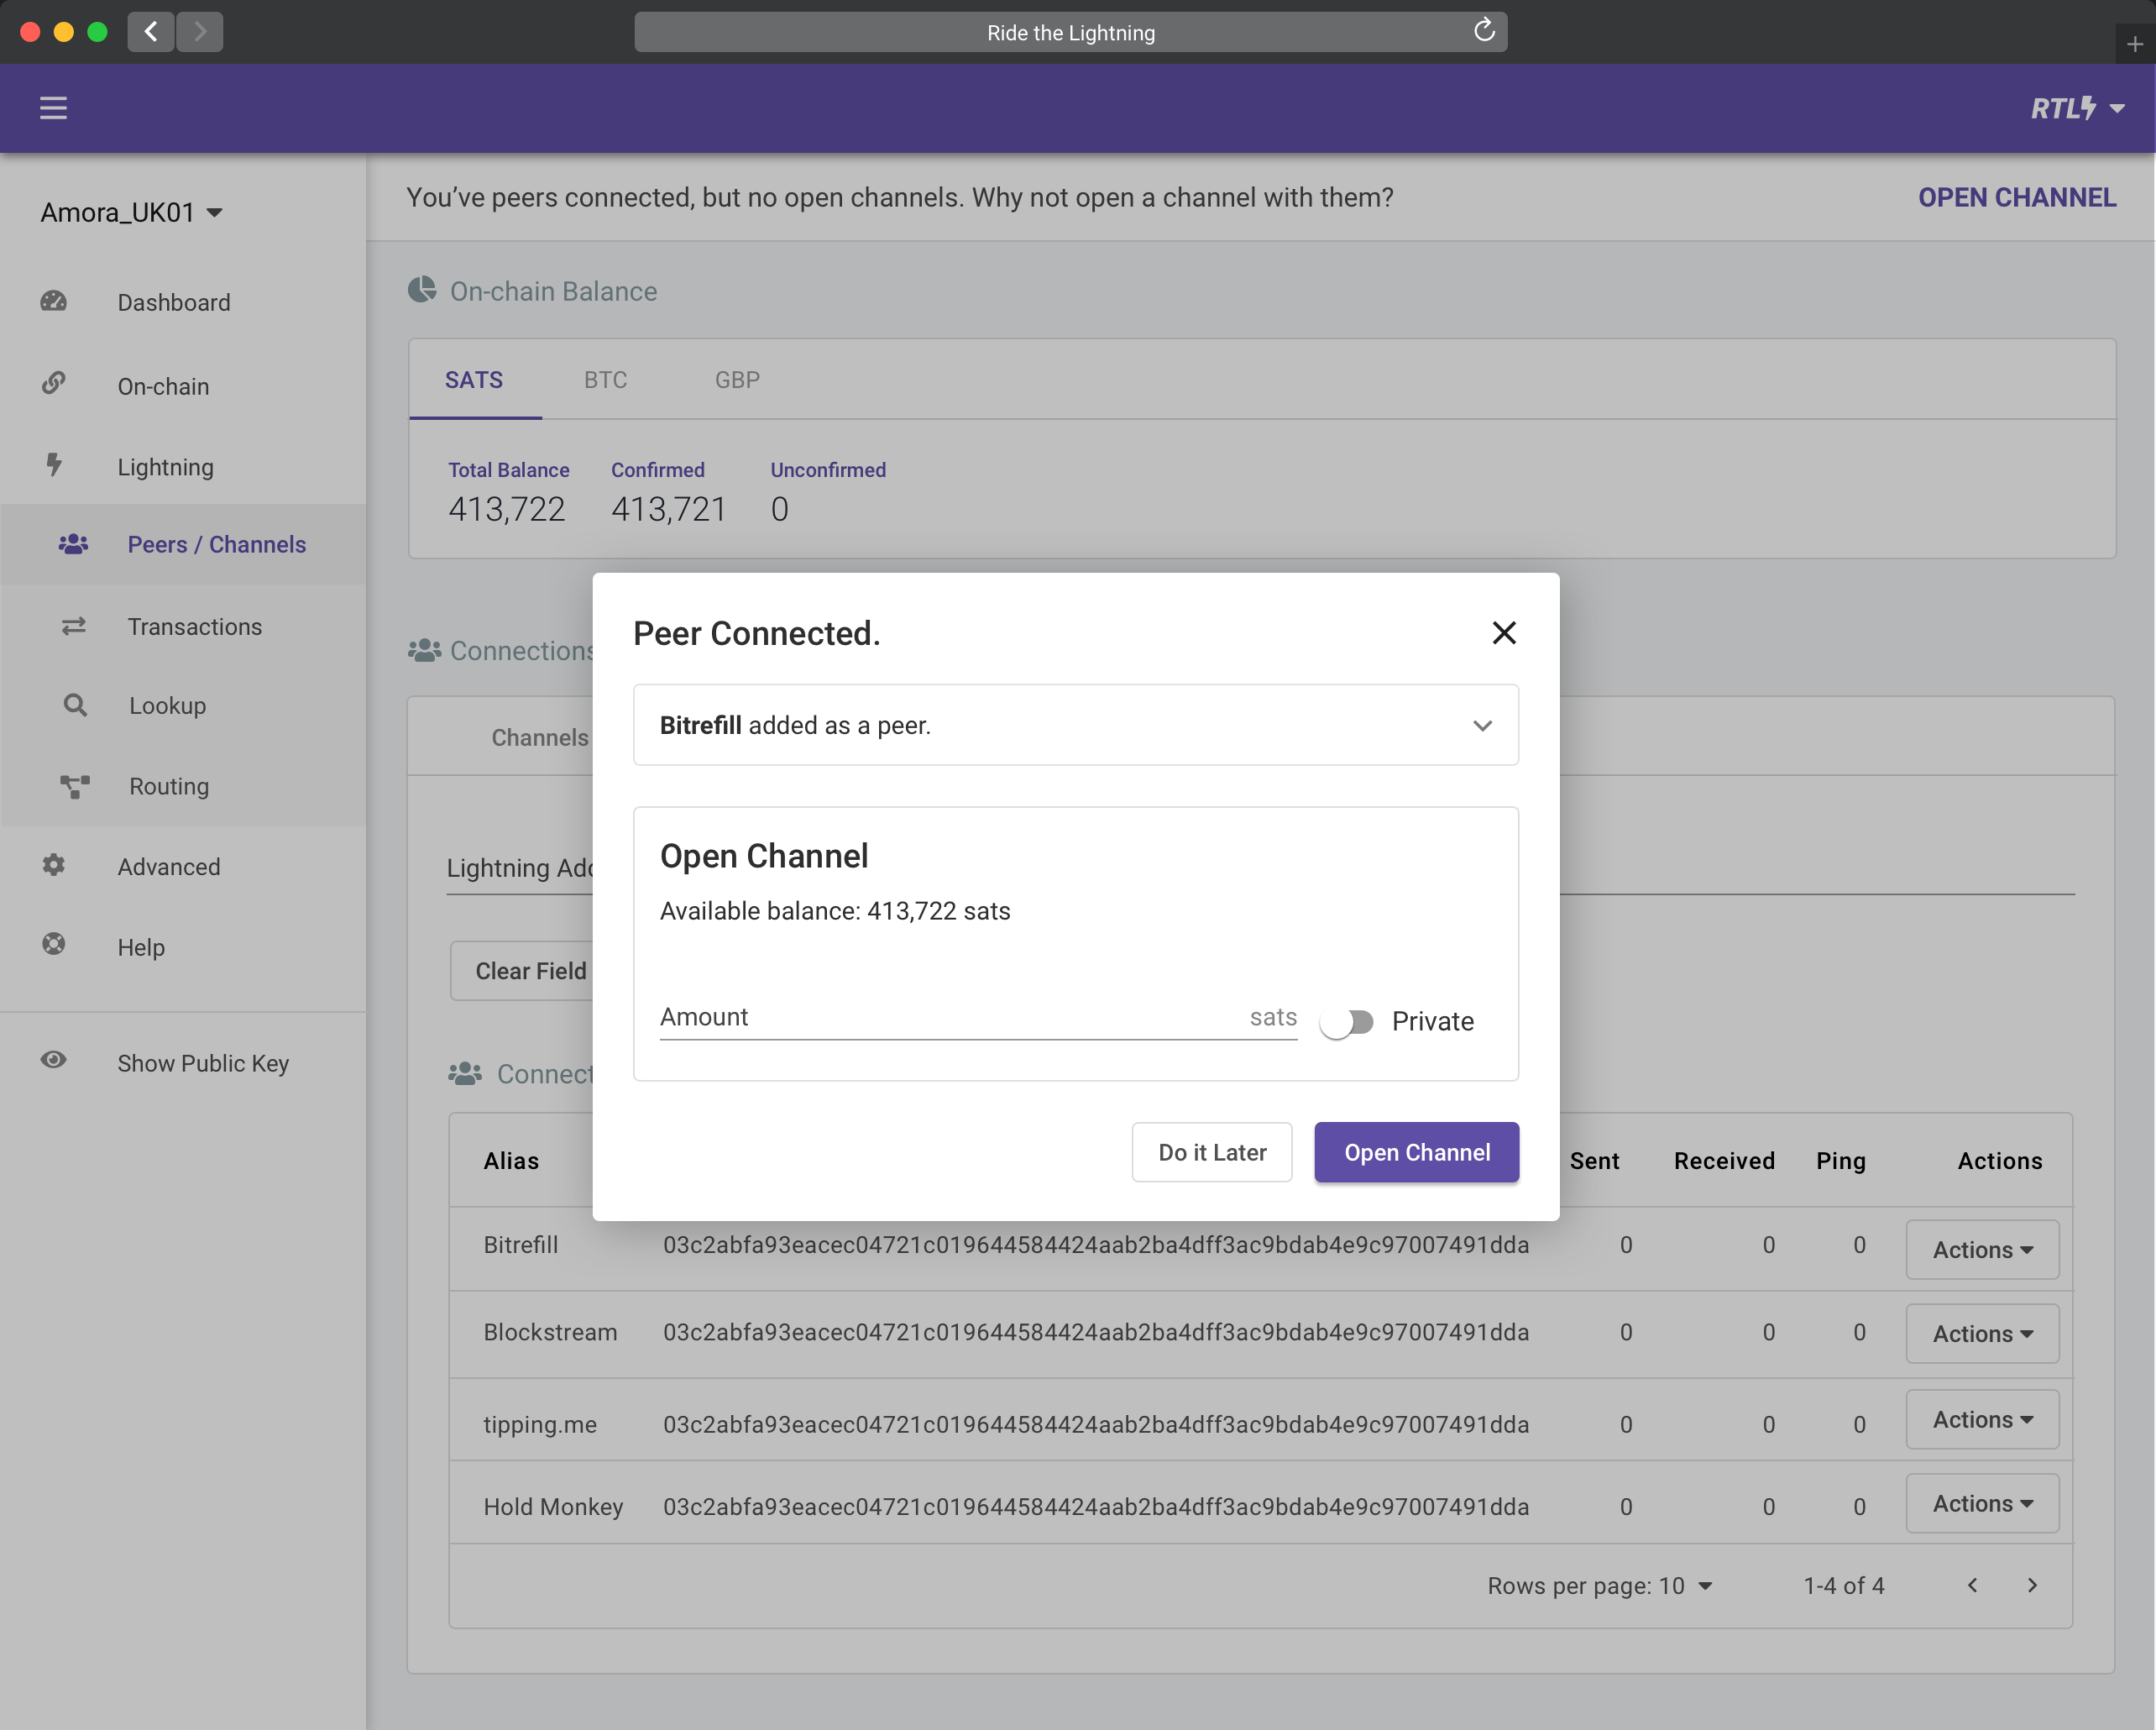 Ride the Lightning
RTL
Amora_UK01
Dashboard
On-chain
Lightning
Peers / Channels
Transactions
Lookup
Routing
Advanced
Help
Show Public Key
You’ve peers connected, but no open channels. Why not open a channel with them?
OPEN CHANNEL
On-chain Balance
SATS BTC GBP
Total Balance Confirmed Unconfirmed
413,722 413,721 0
Connections
Channels
Lightning Add
Clear Field
Connect
Peer Connected.
Bitrefill added as a peer.
Open Channel
Available balance: 413,722 sats
Amount sats Private
Do it Later Open Channel
Alias Sent Received Ping Actions
Bitrefill 03c2abfa93eacec04721c019644584424aab2ba4dff3ac9bdab4e9c97007491dda 0 0 0 Actions
Blockstream 03c2abfa93eacec04721c019644584424aab2ba4dff3ac9bdab4e9c97007491dda 0 0 0 Actions
tipping.me 03c2abfa93eacec04721c019644584424aab2ba4dff3ac9bdab4e9c97007491dda 0 0 0 Actions
Hold Monkey 03c2abfa93eacec04721c019644584424aab2ba4dff3ac9bdab4e9c97007491dda 0 0 0 Actions
Rows per page: 10 1-4 of 4